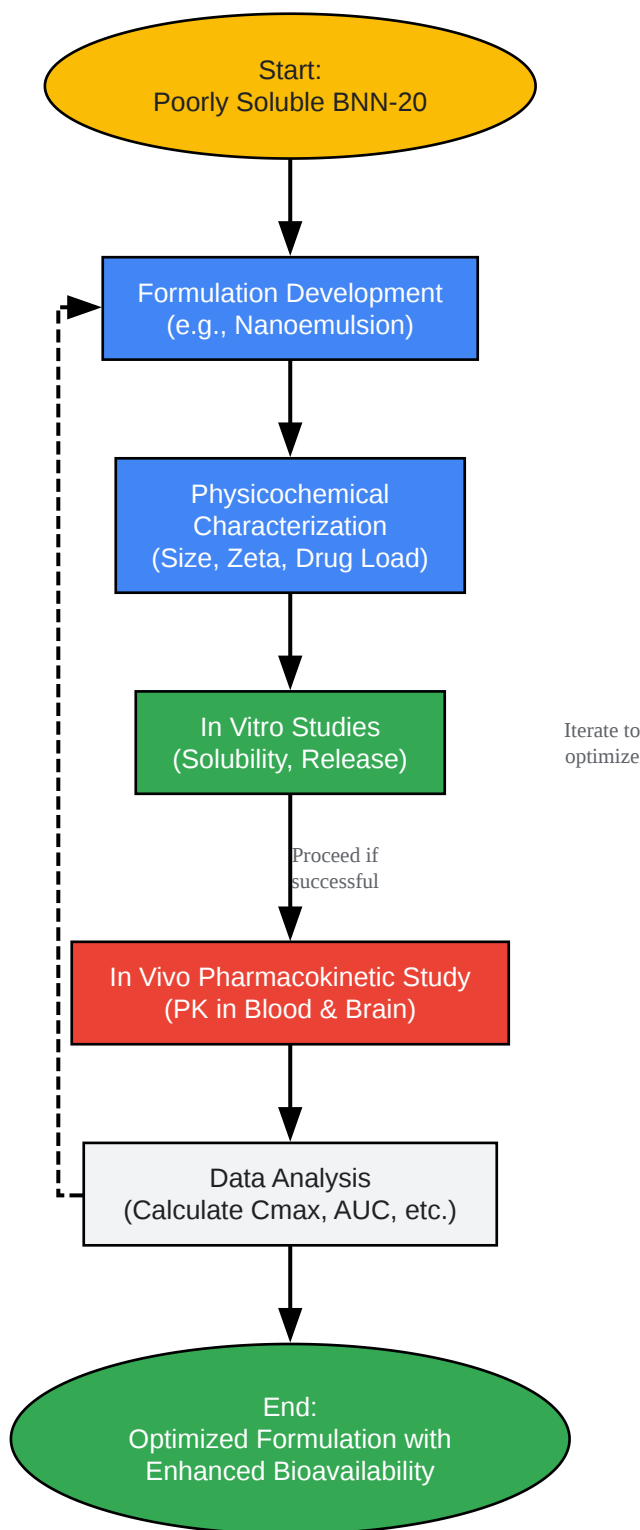 Start:
Poorly Soluble BNN-20
Formulation Development
(e.g., Nanoemulsion)
Physicochemical
Characterization
(Size, Zeta, Drug Load)
In Vitro Studies
(Solubility, Release)
Iterate to
optimize
Proceed if
successful
In Vivo Pharmacokinetic Study
(PK in Blood & Brain)
Data Analysis
(Calculate Cmax, AUC, etc.)
End:
Optimized Formulation with
Enhanced Bioavailability